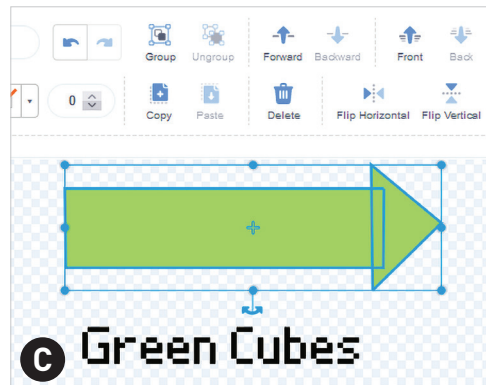 Group Ungroup Forward Backward Front Back
0 Copy Paste Delete Flip Horizontal Flip Vertical
C Green Cubes